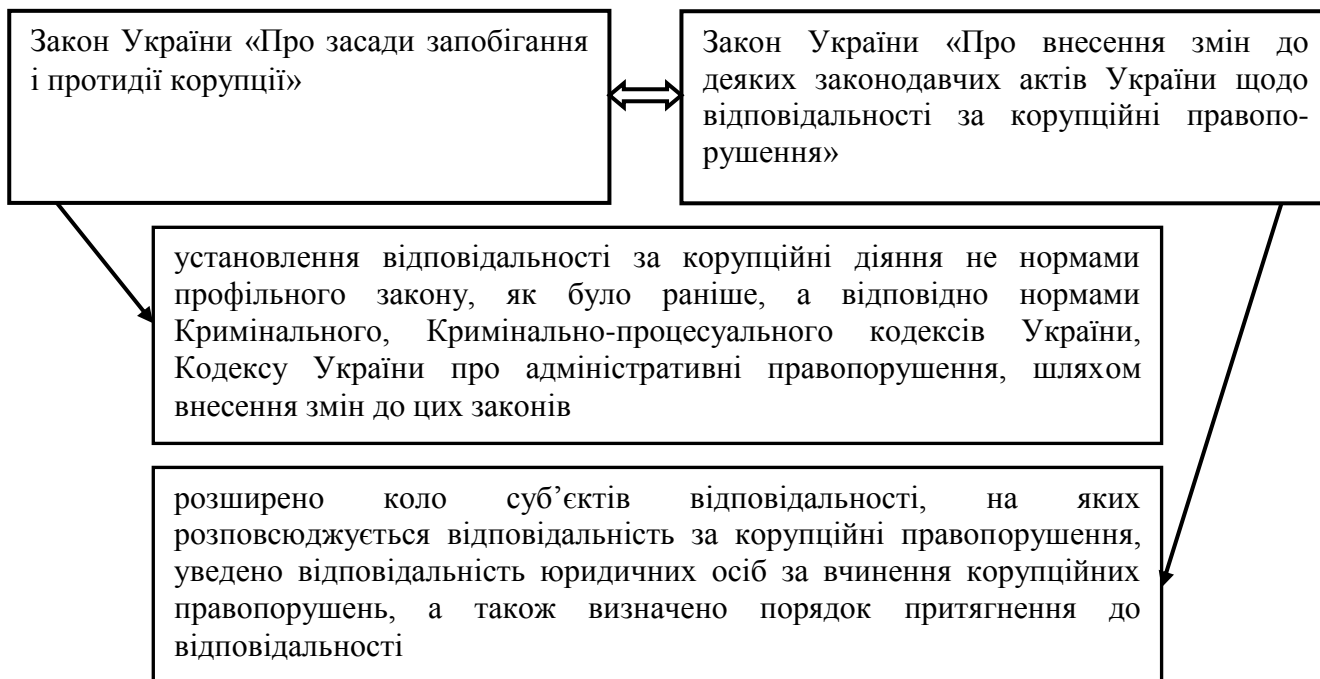 Закон України «Про засади запобігання
і протидії корупції»
Закон України «Про внесення змін до
деяких законодавчих актів України щодо
відповідальності за корупційні правопо-
рушення»
установлення відповідальності за корупційні діяння не нормами
профільного закону, як було раніше, а відповідно нормами
Кримінального, Кримінально-процесуального кодексів України,
Кодексу України про адміністративні правопорушення, шляхом
внесення змін до цих законів
розширено коло суб’єктів відповідальності, на яких
розповсюджується відповідальність за корупційні правопорушення,
уведено відповідальність юридичних осіб за вчинення корупційних
правопорушень, а також визначено порядок притягнення до
відповідальності